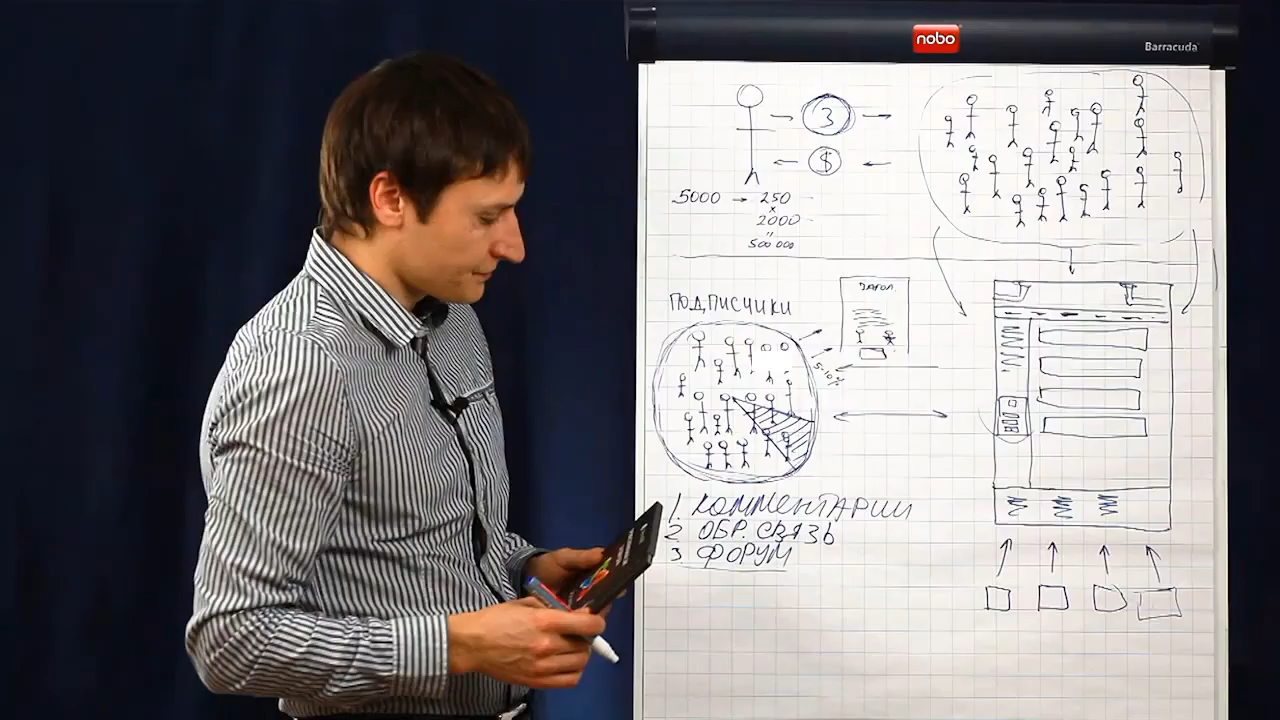 nobo
Barracuda
3
$
5000 → 250
x
2000
"
500 000
ПОДПИСЧИКИ
ЗАГОЛ.
5-10%
1. КОММЕНТАРИИ
2 ОБР. СВЯЗЬ
3 ФОРУМ